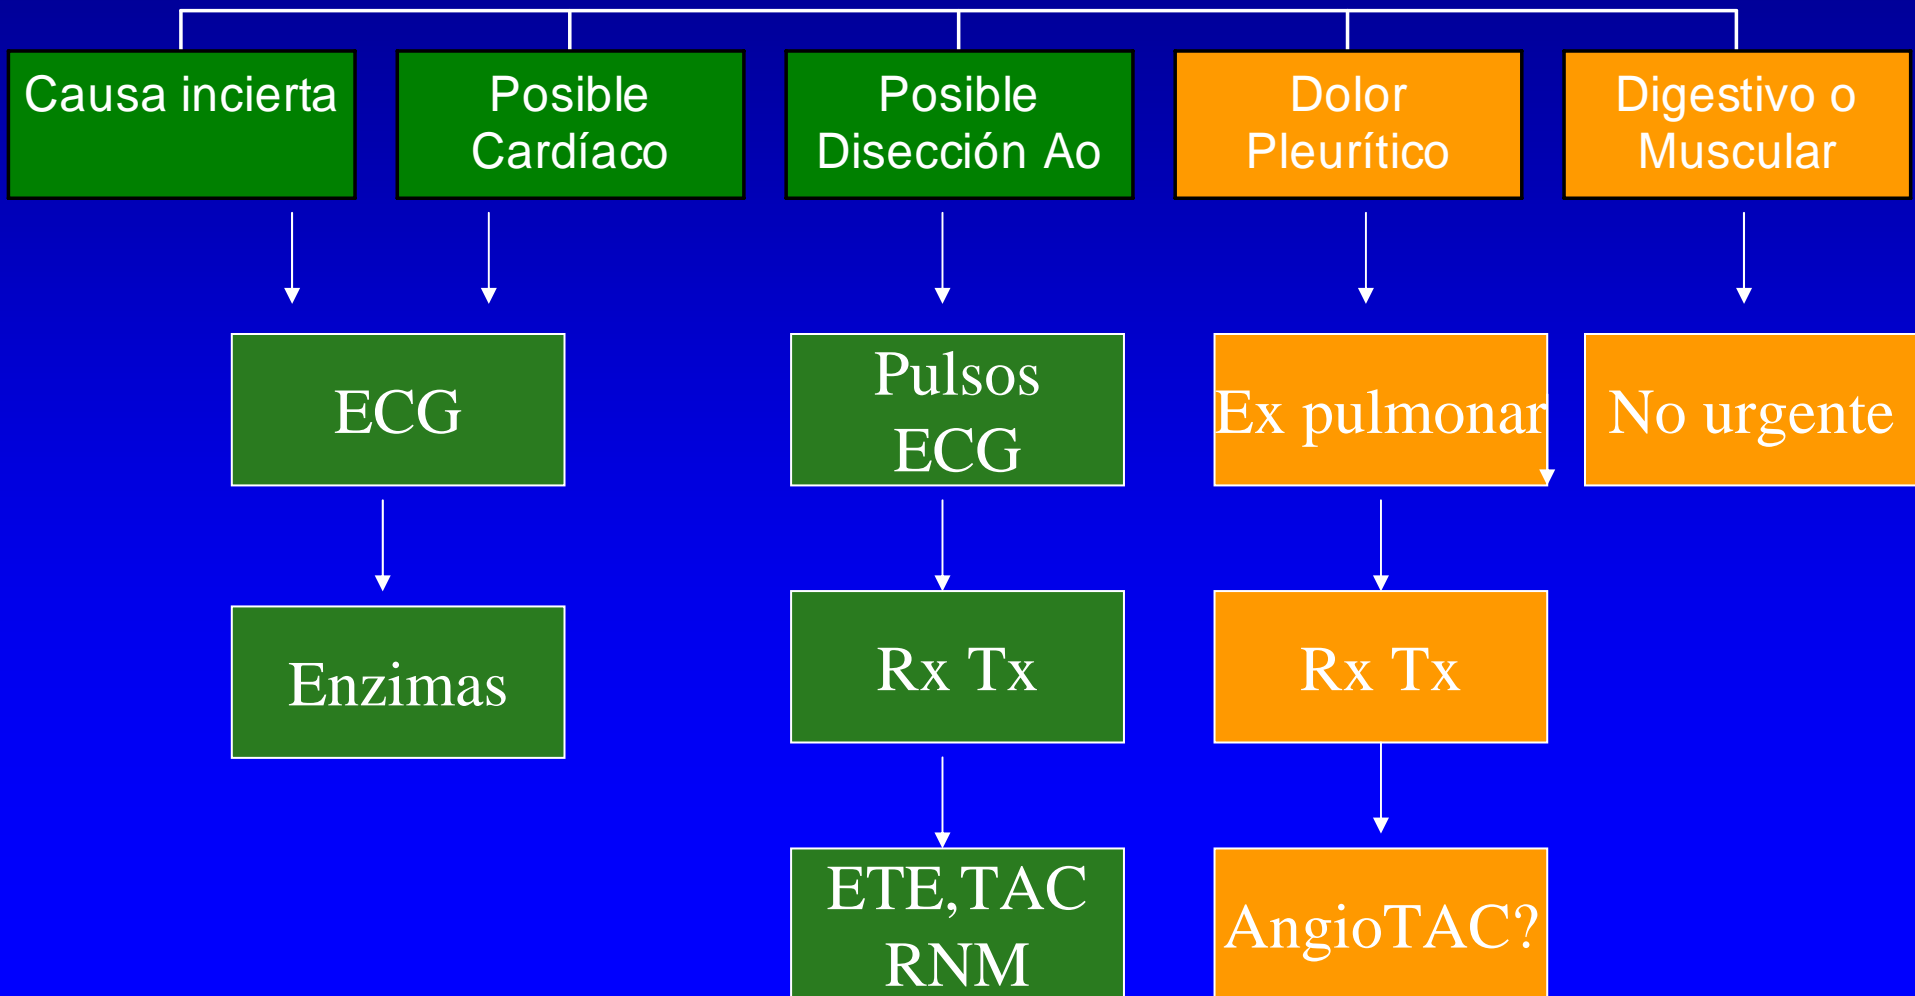 Causa incierta
Posible
Cardíaco
Posible
Disección Ao
Dolor
Pleurítico
Digestivo o
Muscular
ECG
Pulsos
ECG
Ex pulmonar
No urgente
Enzimas
Rx Tx
Rx Tx
ETE,TAC
RNM
AngioTAC?